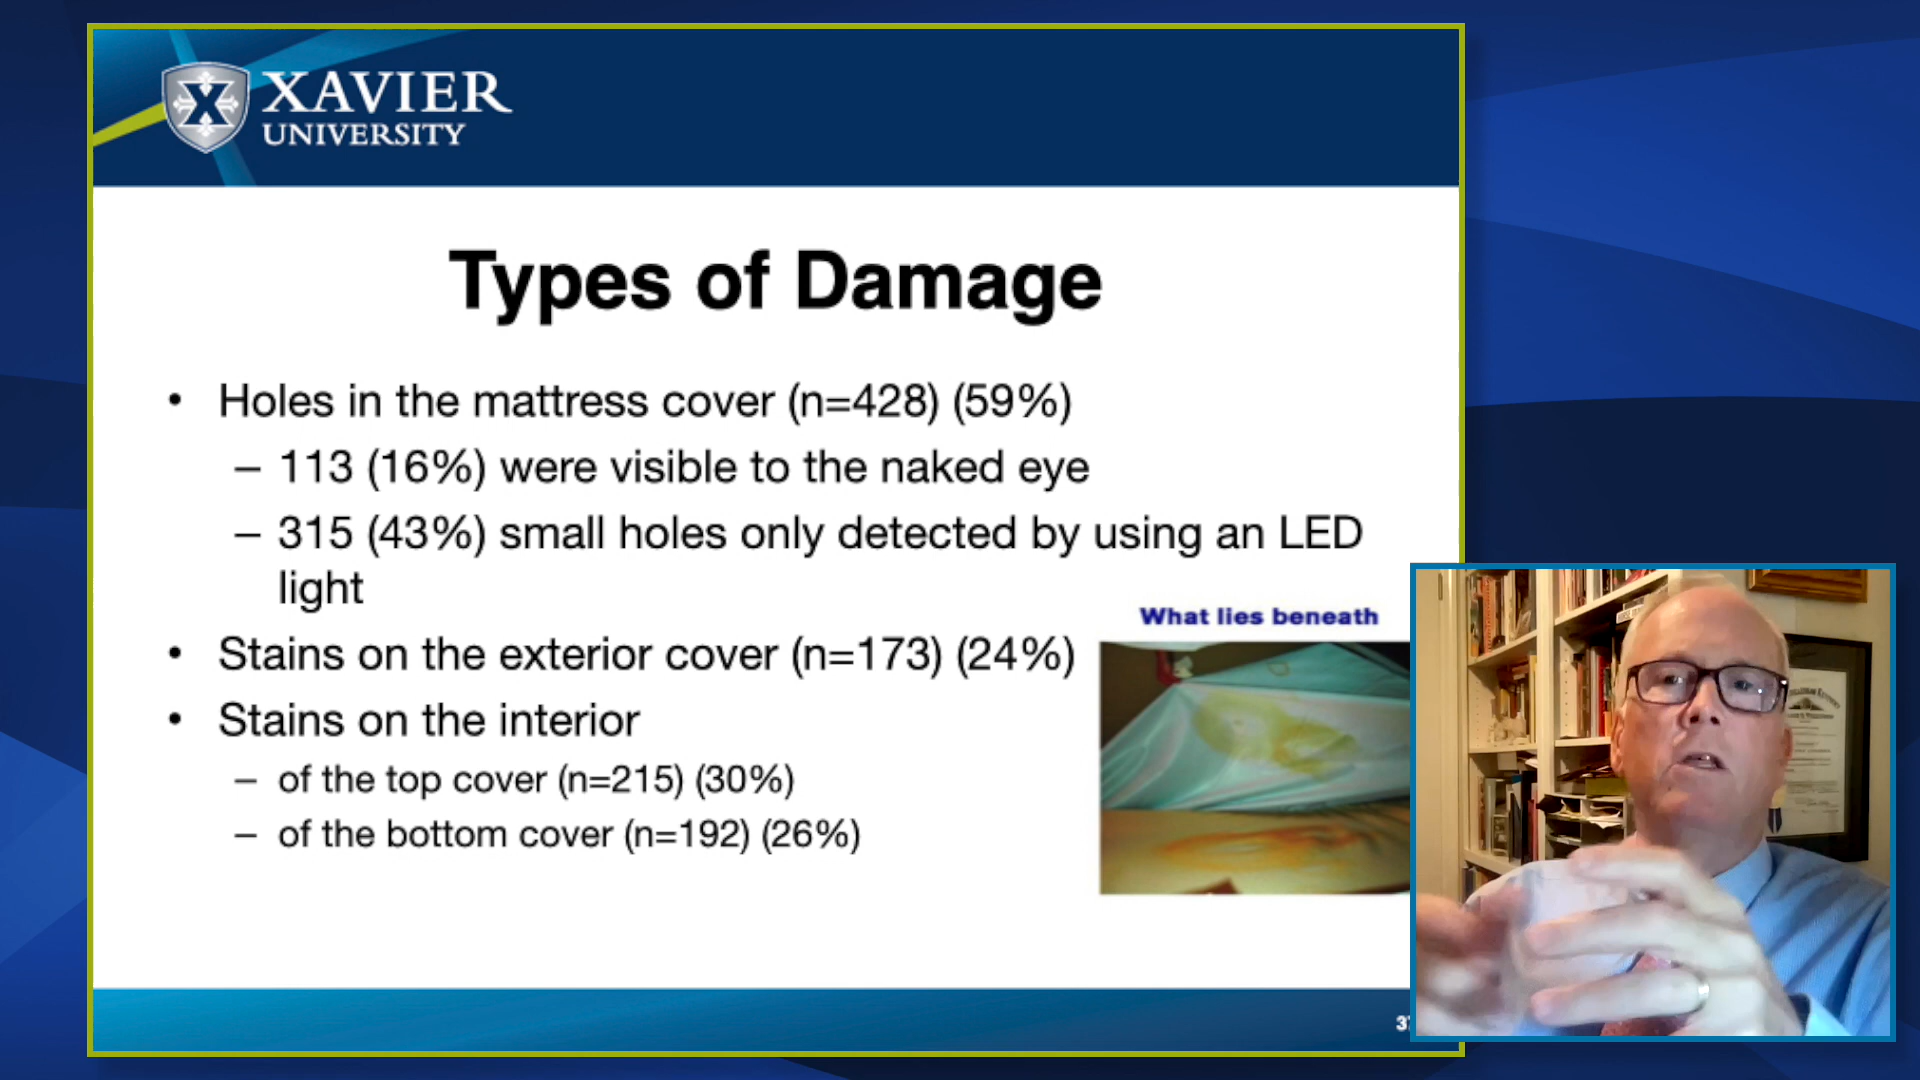 XAVIER
UNIVERSITY
Types of Damage
• Holes in the mattress cover (n=428) (59%)
– 113 (16%) were visible to the naked eye
– 315 (43%) small holes only detected by using an LED
light
What lies beneath
• Stains on the exterior cover (n=173) (24%)
• Stains on the interior
– of the top cover (n=215) (30%)
– of the bottom cover (n=192) (26%)